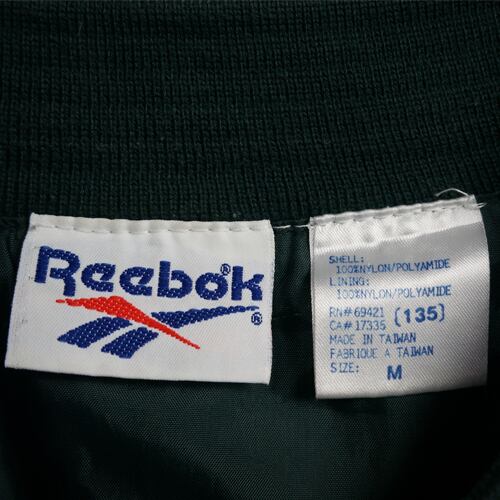 Reebok®
®
SHELL:
100%NYLON/POLYAMIDE
LINING:
100%NYLON/POLYAMIDE
RN# 69421 (135)
CA# 17335
MADE IN TAIWAN
FABRIQUE A TAIWAN
SIZE: M